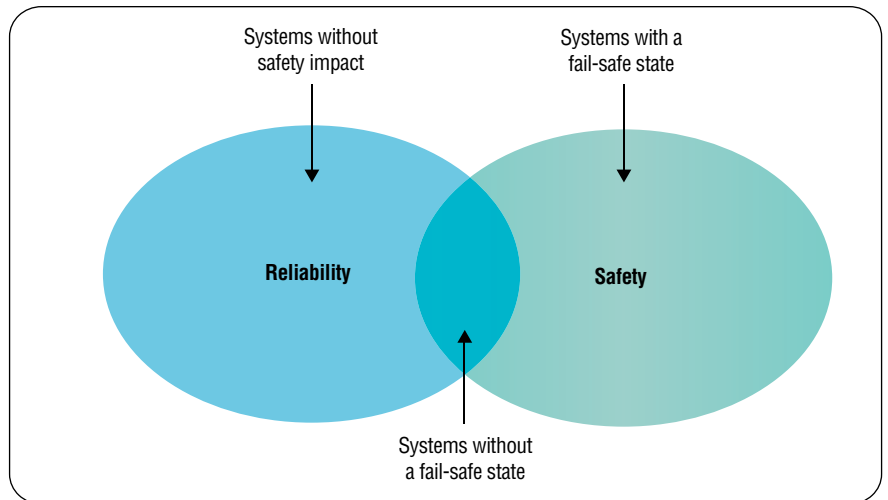 Systems without
safety impact
Systems with a
fail-safe state
Reliability
Safety
Systems without
a fail-safe state